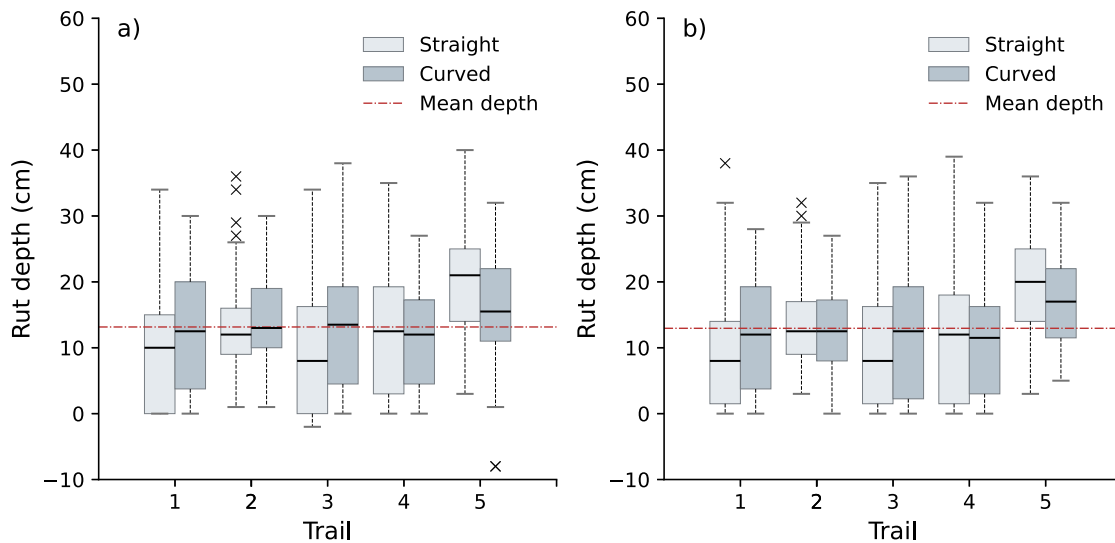 a)
Straight
Curved
Mean depth
60
50
40
30
20
10
0
−10
Rut depth (cm)
1 2 3 4 5
Trail
b)
Straight
Curved
Mean depth
60
50
40
30
20
10
0
−10
Rut depth (cm)
1 2 3 4 5
Trail